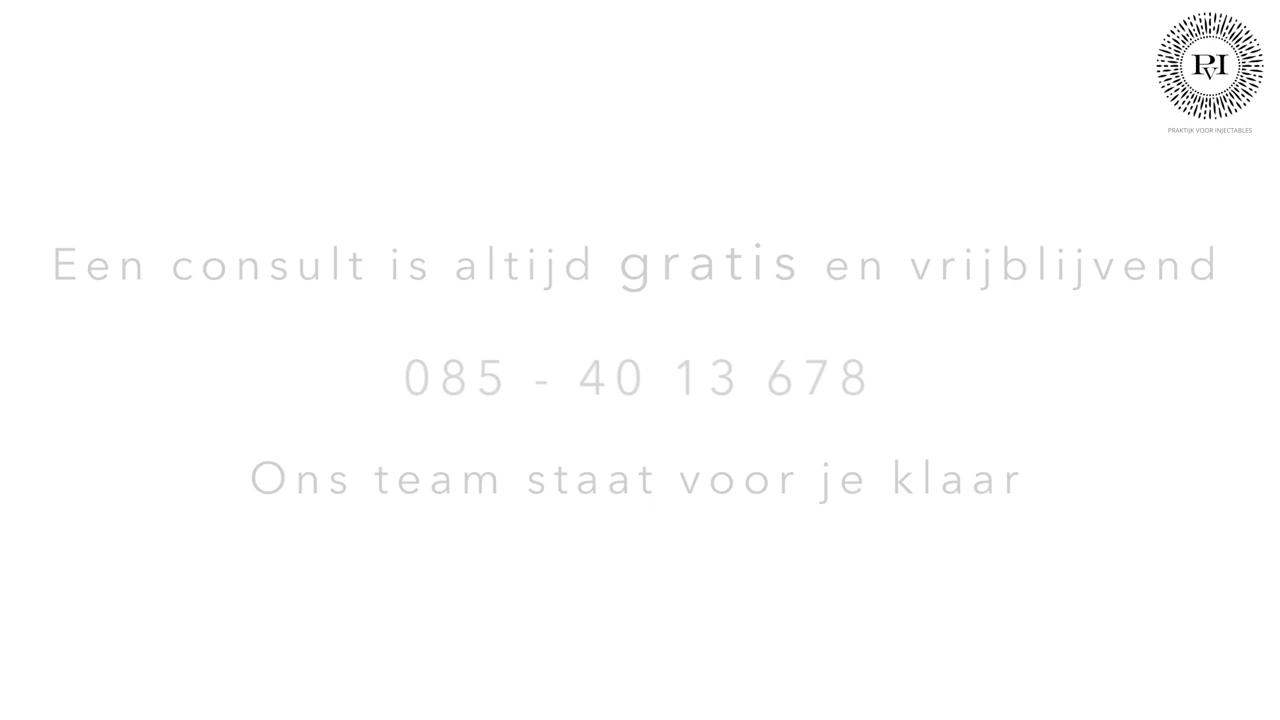 PvI
PRAKTIJK VOOR INJECTABLES
Een consult is altijd gratis en vrijblijvend
085 - 40 13 678
Ons team staat voor je klaar